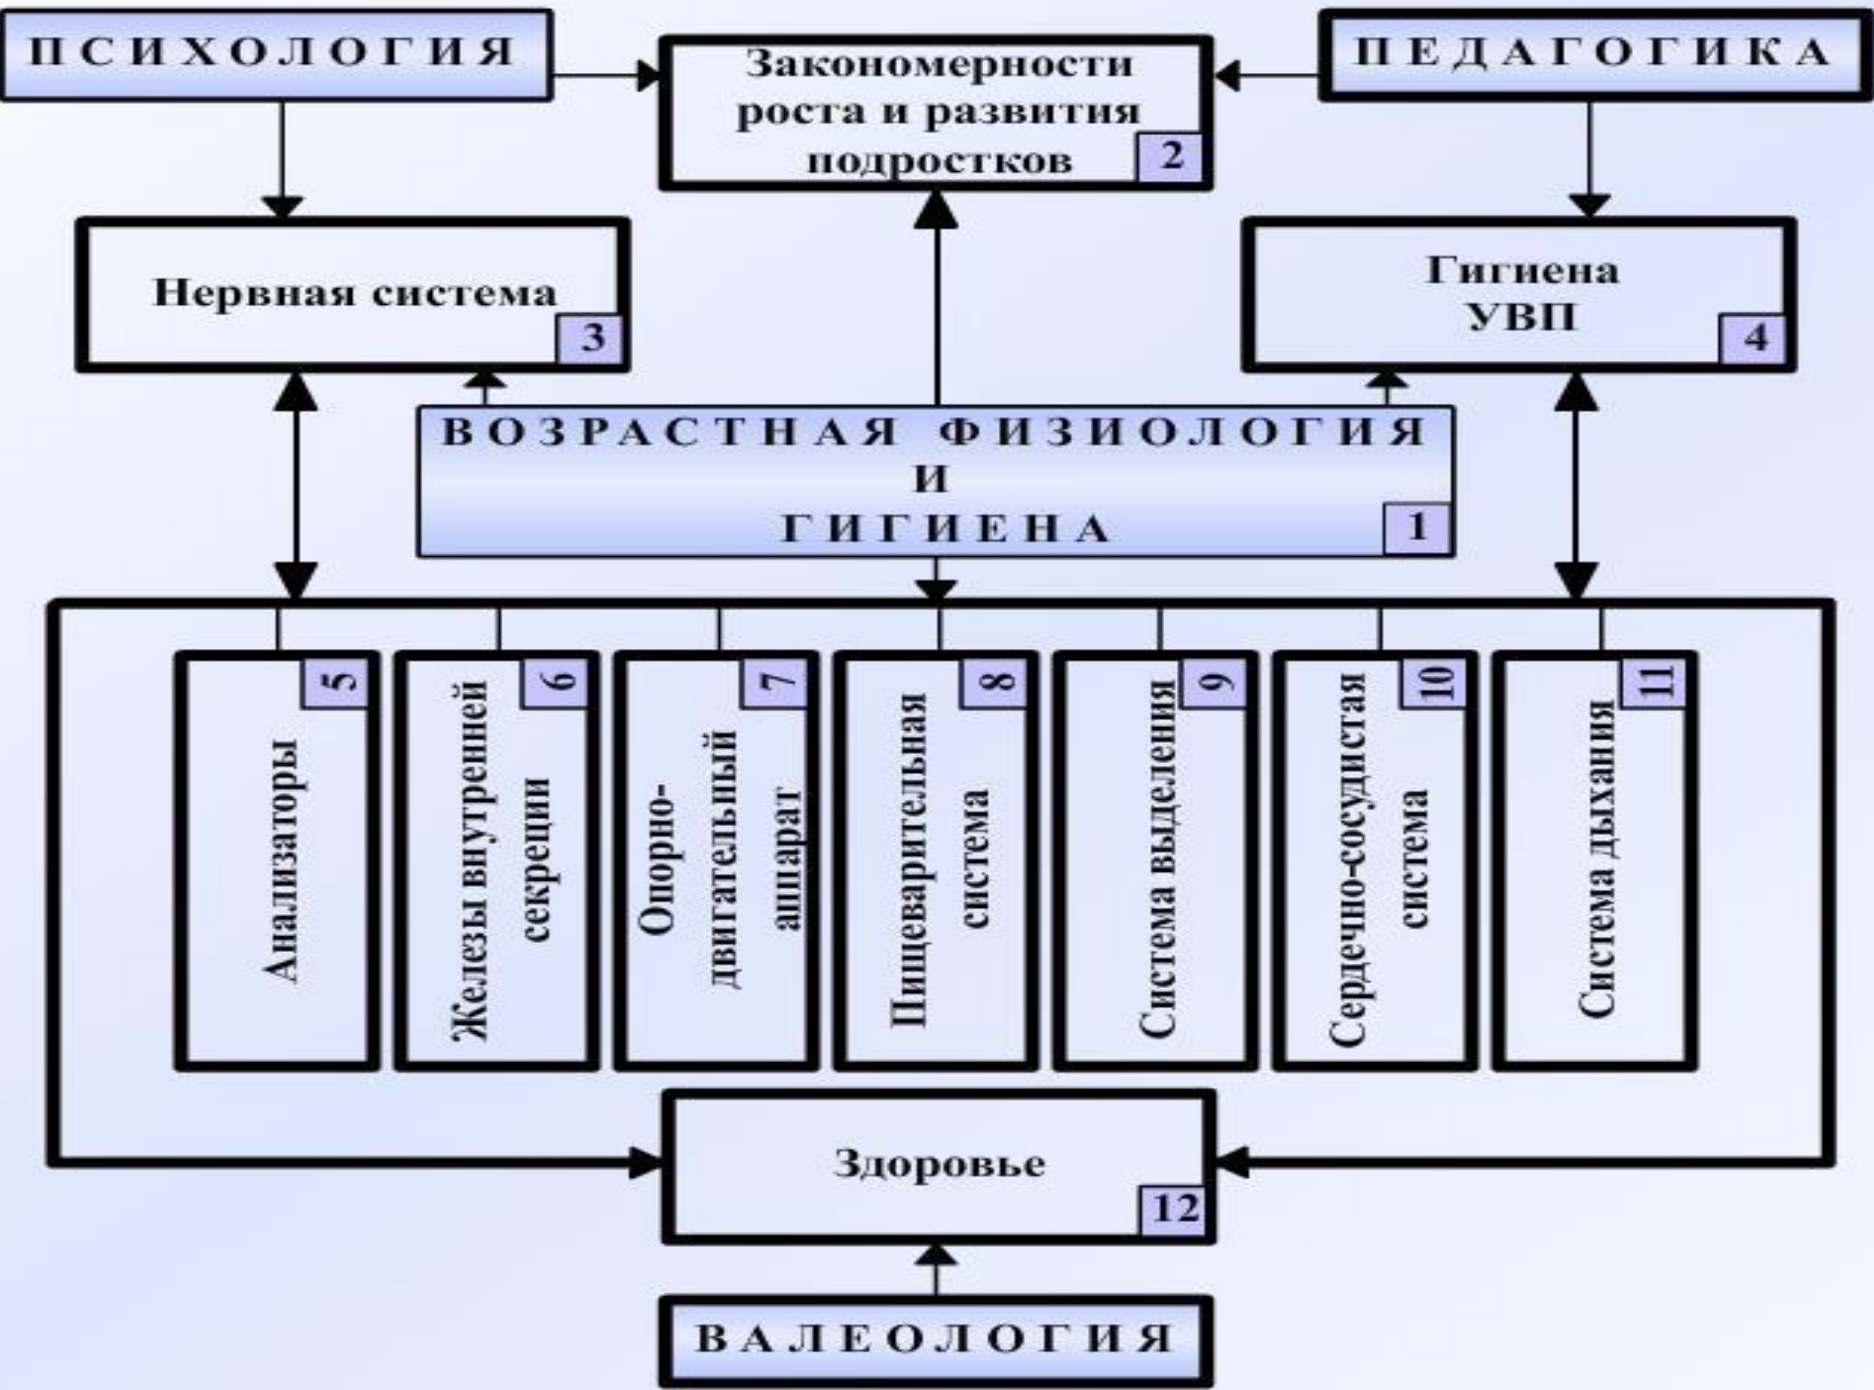 ПСИХОЛОГИЯ
Закономерности
роста и развития
подростков
2
ПЕДАГОГИКА
Нервная система
3
Гигиена
УВП
4
ВОЗРАСТНАЯ ФИЗИОЛОГИЯ
И
ГИГИЕНА
1
5
Анализаторы
6
Железы внутренней
секреции
7
Опорно-
двигательный
аппарат
8
Пищеварительная
система
9
Система выделения
10
Сердечно-сосудистая
система
11
Система дыхания
Здоровье
12
ВАЛЕОЛОГИЯ